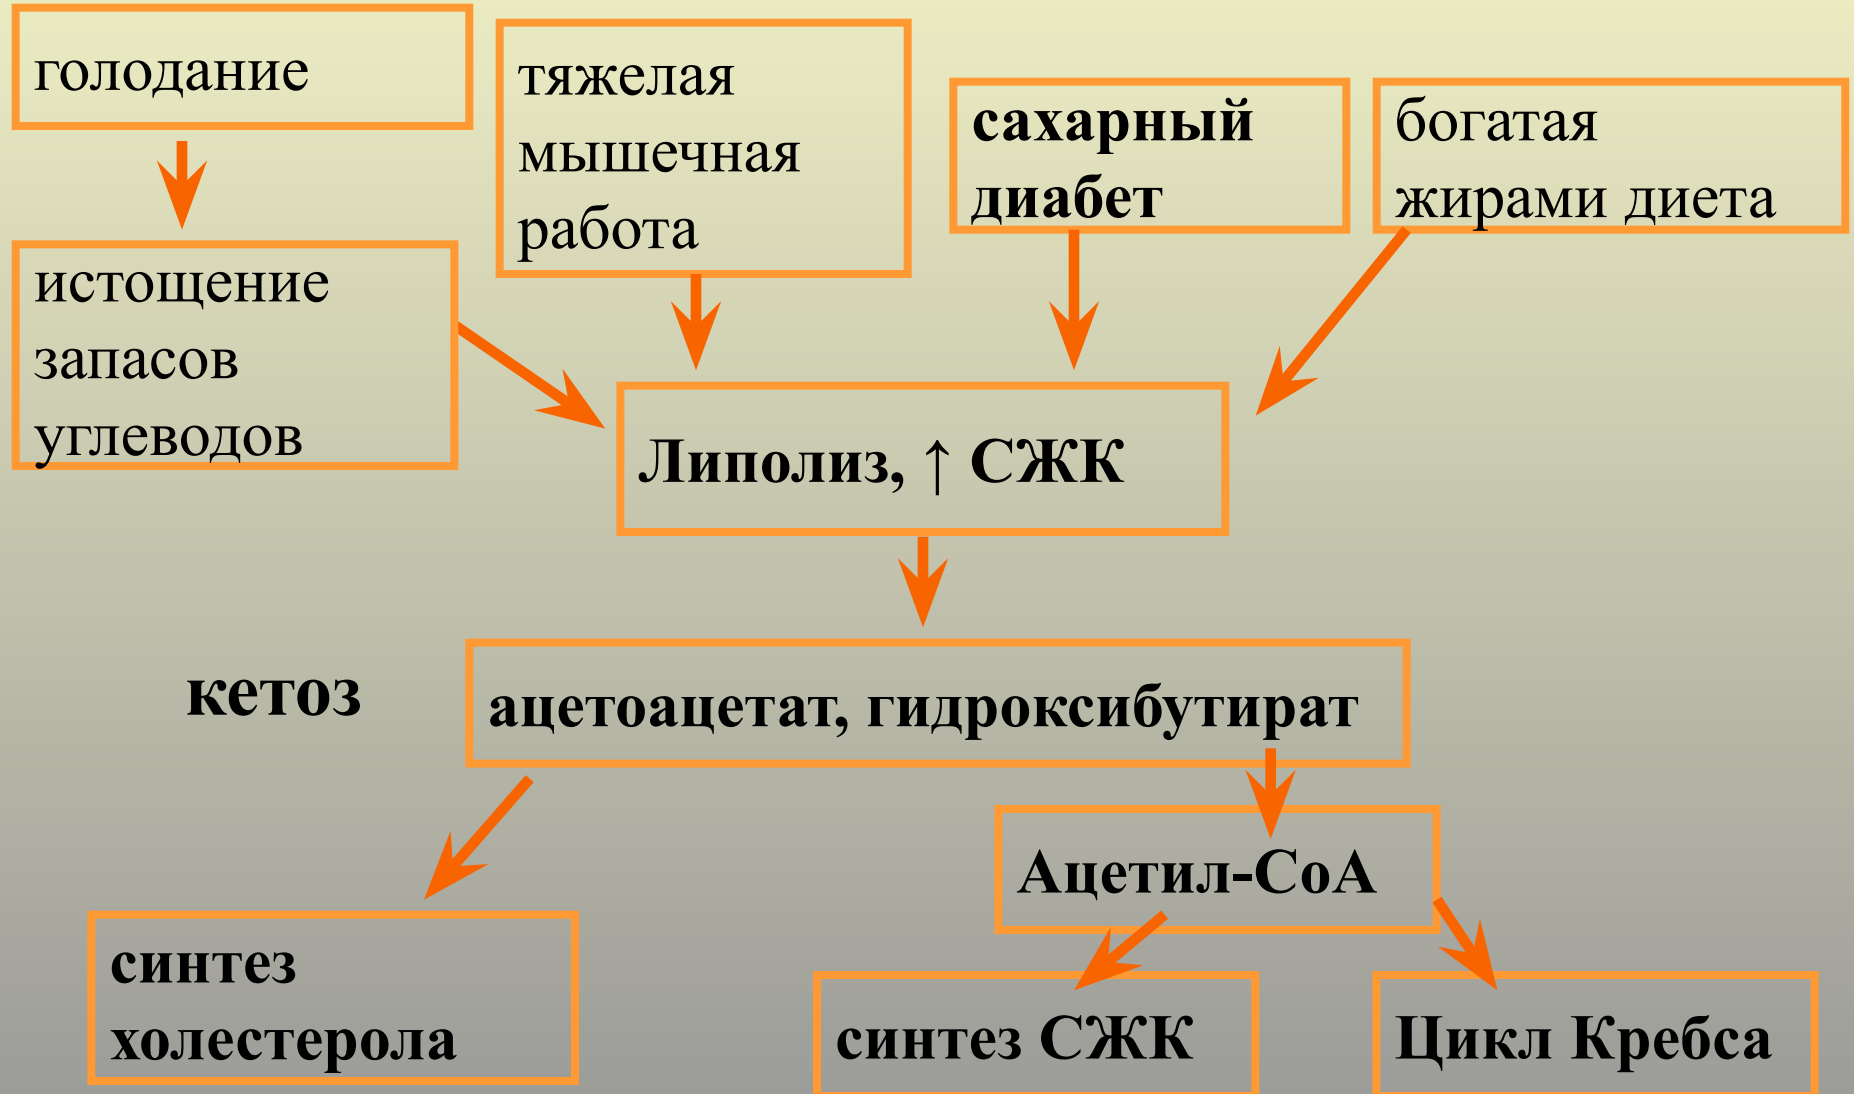 голодание
тяжелая
мышечная
работа
сахарный
диабет
богатая
жирами диета
истощение
запасов
углеводов
Липолиз, ↑ СЖК
кетоз
ацетоацетат, гидроксибутират
Ацетил-СоА
синтез
холестерола
синтез СЖК
Цикл Кребса